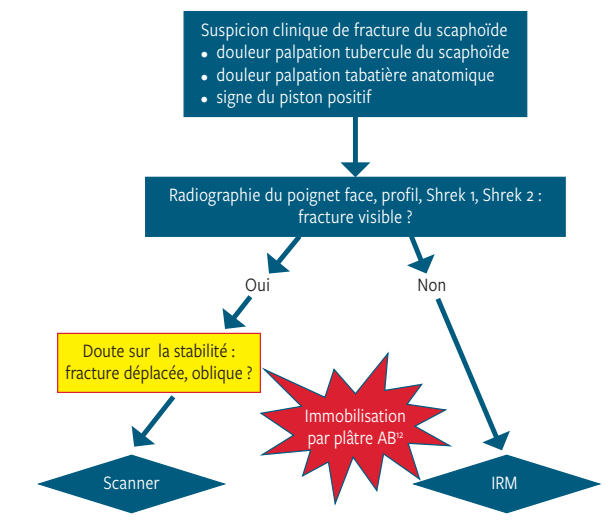 Suspicion clinique de fracture du scaphoïde
• douleur palpation tubercule du scaphoïde
• douleur palpation tabatière anatomique
• signe du piston positif
Radiographie du poignet face, profil, Shrek 1, Shrek 2 :
fracture visible ?
Oui
Non
Doute sur la stabilité :
fracture déplacée, oblique ?
Immobilisation
par plâtre AB¹²
Scanner
IRM